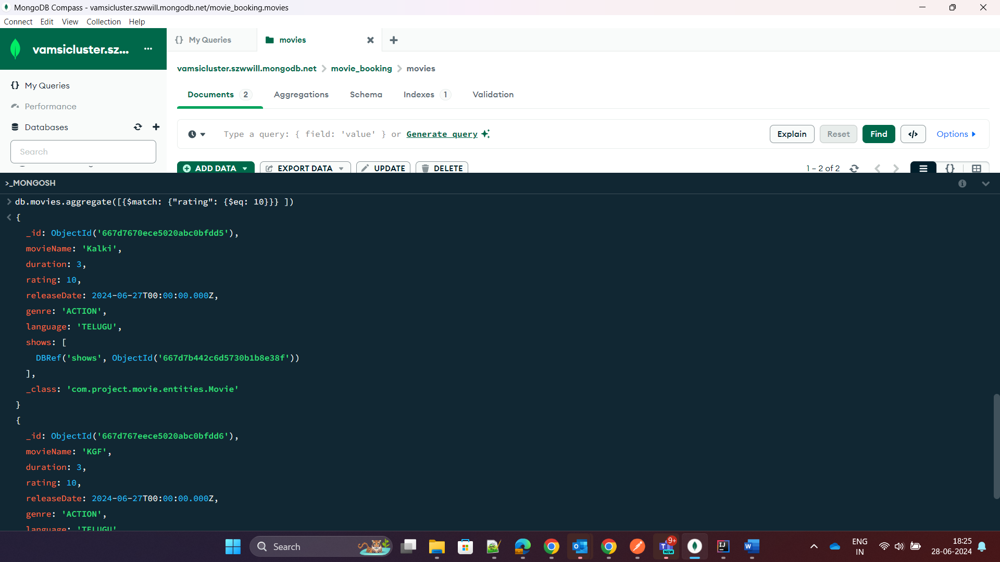 MongoDB Compass - vamsicluster.szwwill.mongodb.net/movie_booking.movies
Connect Edit View Collection Help
vamsicluster.sz... ···
{} My Queries
movies
vamsicluster.szwwill.mongodb.net > movie_booking > movies
{} My Queries
Performance
Databases
Search
Documents 2 Aggregations Schema Indexes 1 Validation
Type a query: { field: 'value' } or Generate query
Explain Reset Find </> Options
ADD DATA EXPORT DATA UPDATE DELETE 1 – 2 of 2 {}
>_MONGOSH
> db.movies.aggregate([{$match: {"rating": {$eq: 10}}} ])
< {
_id: ObjectId('667d7670ece5020abc0bfdd5'),
movieName: 'Kalki',
duration: 3,
rating: 10,
releaseDate: 2024-06-27T00:00:00.000Z,
genre: 'ACTION',
language: 'TELUGU',
shows: [
DBRef('shows', ObjectId('667d7b442c6d5730b1b8e38f'))
],
_class: 'com.project.movie.entities.Movie'
}
{
_id: ObjectId('667d767eece5020abc0bfdd6'),
movieName: 'KGF',
duration: 3,
rating: 10,
releaseDate: 2024-06-27T00:00:00.000Z,
genre: 'ACTION',
language: 'TELUGU'
Search
9+
NEW
ENG
IN
18:25
28-06-2024